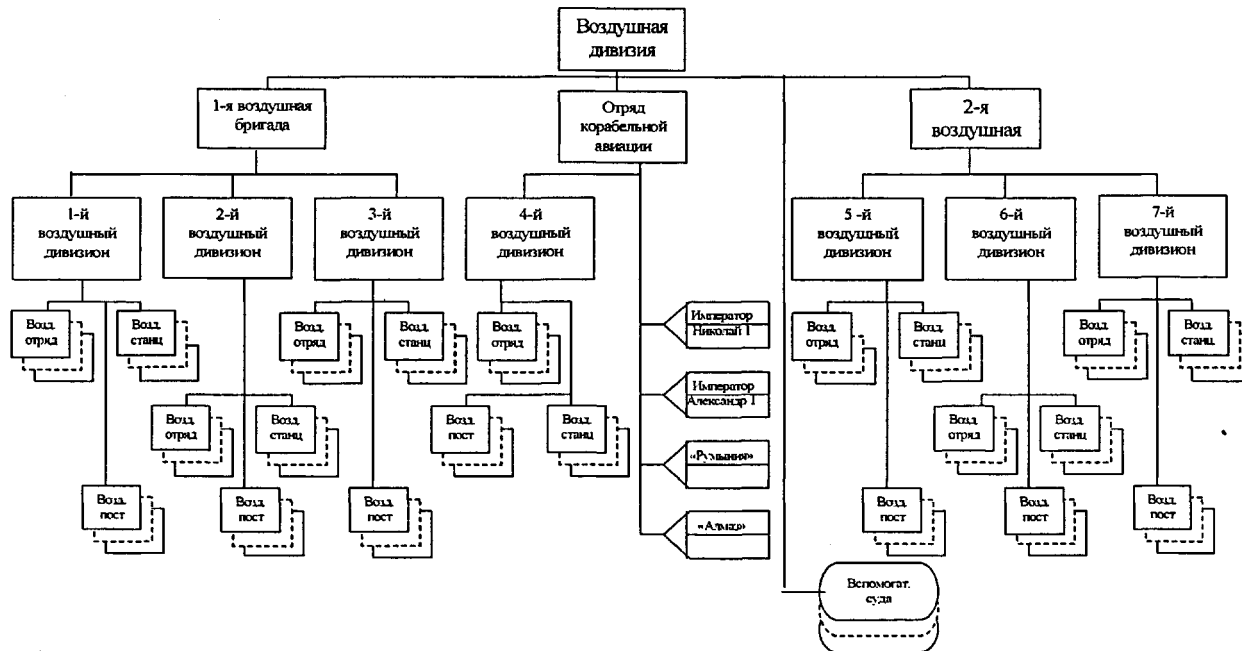 Воздушная
дивизия
1-я воздушная
бригада
Отряд
корабельной
авиации
2-я
воздушная
1-й
воздушный
дивизион
2-й
воздушный
дивизион
3-й
воздушный
дивизион
4-й
воздушный
дивизион
5 -й
воздушный
дивизион
6-й
воздушный
дивизион
7-й
воздушный
дивизион
Возд.
отряд
Возд.
станц
Возд.
отряд
Возд.
станц
Возд.
пост
Возд.
отряд
Возд.
станц
Возд.
пост
Возд.
отряд
Возд.
пост
Возд.
станц
Возд.
пост
Император
Николай I
Император
Александр I
«Румыния»
«Алмаз»
Возд.
отряд
Возд.
станц
Возд.
пост
Возд.
отряд
Возд.
станц
Возд.
пост
Возд.
отряд
Возд.
станц
Возд.
пост
Вспомогат.
суда